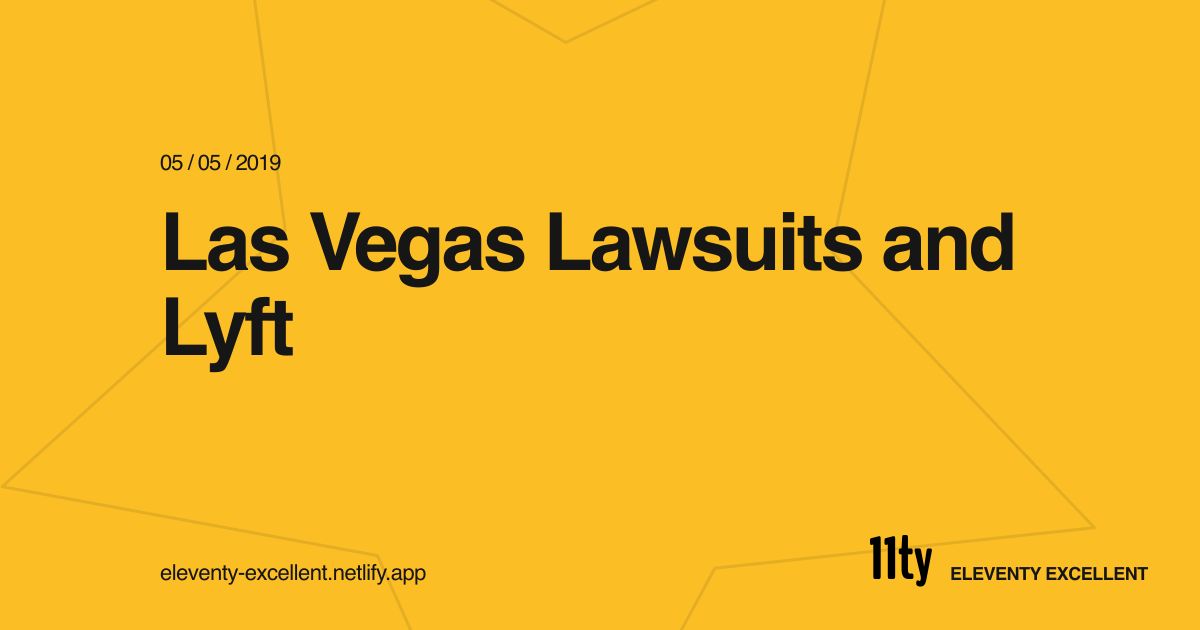 05 / 05 / 2019
Las Vegas Lawsuits and
Lyft
eleventy-excellent.netlify.app
11ty
ELEVENTY EXCELLENT